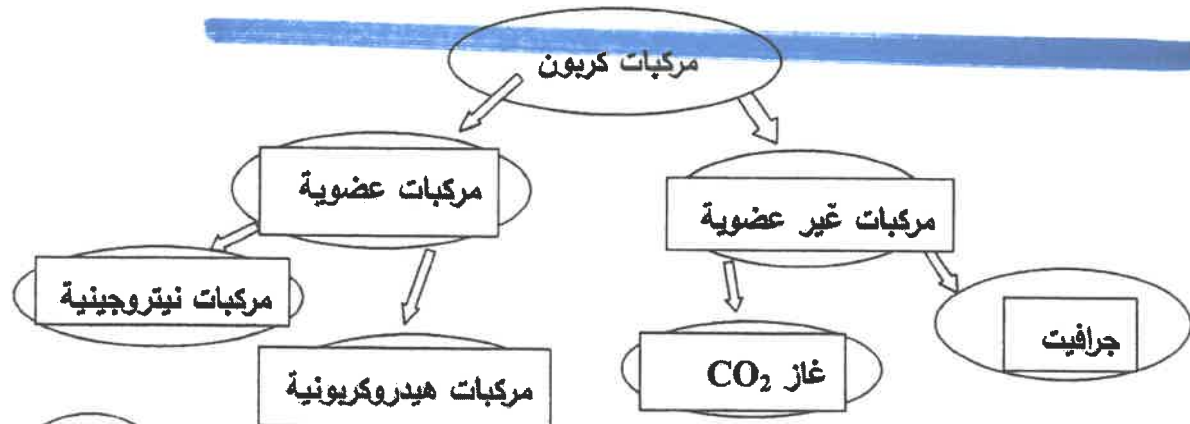 مركبات كربون
مركبات غير عضوية
مركبات عضوية
جرافيت
غاز CO₂
مركبات هيدروكربونية
مركبات نيتروجينية